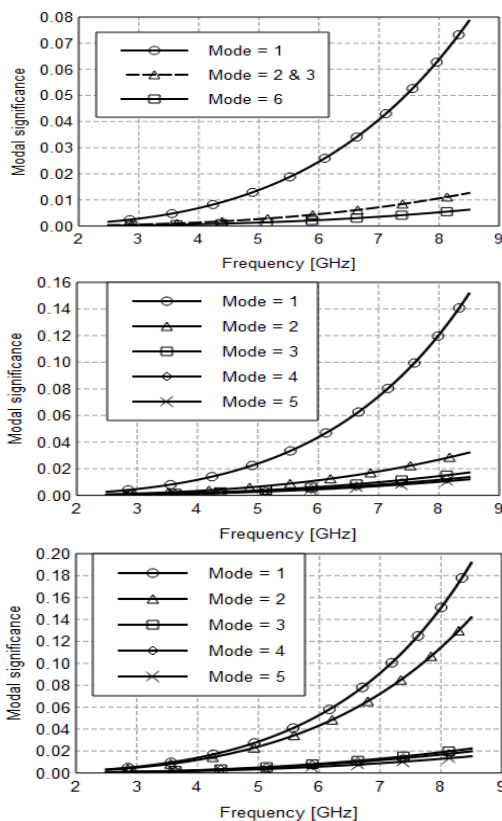 0.08
0.07
0.06
0.05
0.04
0.03
0.02
0.01
0.00
Modal significance
Mode = 1
Mode = 2 & 3
Mode = 6
2 3 4 5 6 7 8 9
Frequency [GHz]
0.16
0.14
0.12
0.10
0.08
0.06
0.04
0.02
0.00
Modal significance
Mode = 1
Mode = 2
Mode = 3
Mode = 4
Mode = 5
2 3 4 5 6 7 8 9
Frequency [GHz]
0.20
0.18
0.16
0.14
0.12
0.10
0.08
0.06
0.04
0.02
0.00
Modal significance
Mode = 1
Mode = 2
Mode = 3
Mode = 4
Mode = 5
2 3 4 5 6 7 8 9
Frequency [GHz]